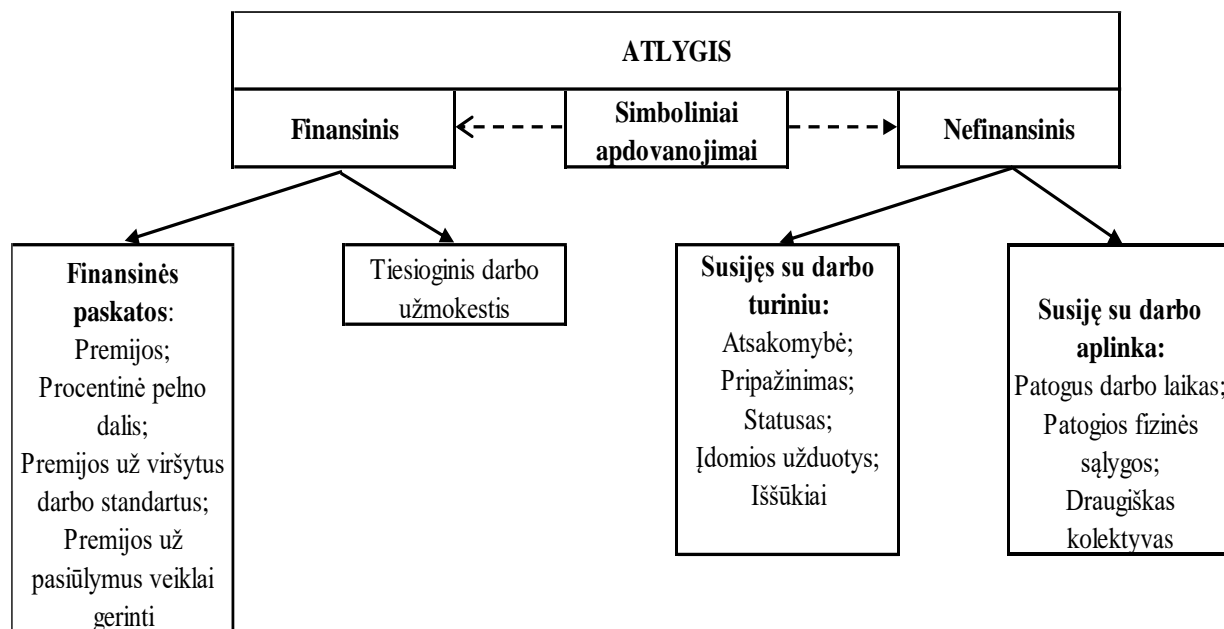 ATLYGIS
Finansinis
Simboliniai
apdovanojimai
Nefinansinis
Finansinės
paskatos:
Premijos;
Procentinė pelno
dalis;
Premijos už viršytus
darbo standartus;
Premijos už
pasiūlymus veiklai
gerinti
Tiesioginis darbo
užmokestis
Susijęs su darbo
turiniu:
Atsakomybė;
Pripažinimas;
Statusas;
Įdomios užduotys;
Iššūkiai
Susiję su darbo
aplinka:
Patogus darbo laikas;
Patogios fizinės
sąlygos;
Draugiškas
kolektyvas